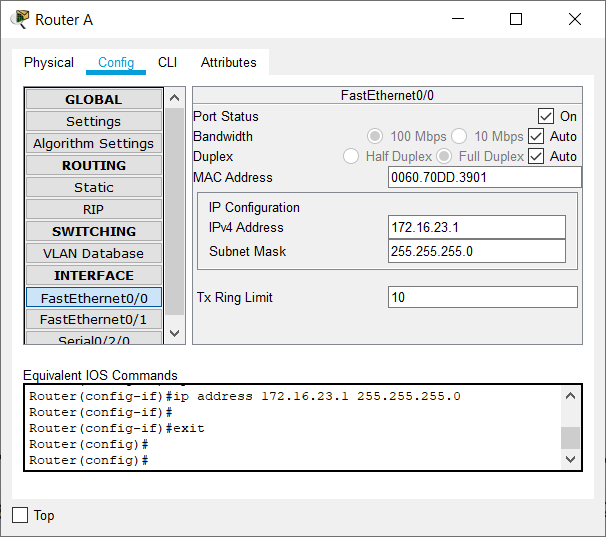 Router A
Physical Config CLI Attributes
GLOBAL
Settings
Algorithm Settings
ROUTING
Static
RIP
SWITCHING
VLAN Database
INTERFACE
FastEthernet0/0
FastEthernet0/1
Serial0/2/0
FastEthernet0/0
Port Status On
Bandwidth 100 Mbps 10 Mbps Auto
Duplex Half Duplex Full Duplex Auto
MAC Address 0060.70DD.3901
IP Configuration
IPv4 Address 172.16.23.1
Subnet Mask 255.255.255.0
Tx Ring Limit 10
Equivalent IOS Commands
Router(config-if)#ip address 172.16.23.1 255.255.255.0
Router(config-if)#
Router(config-if)#exit
Router(config)#
Router(config)#
Top